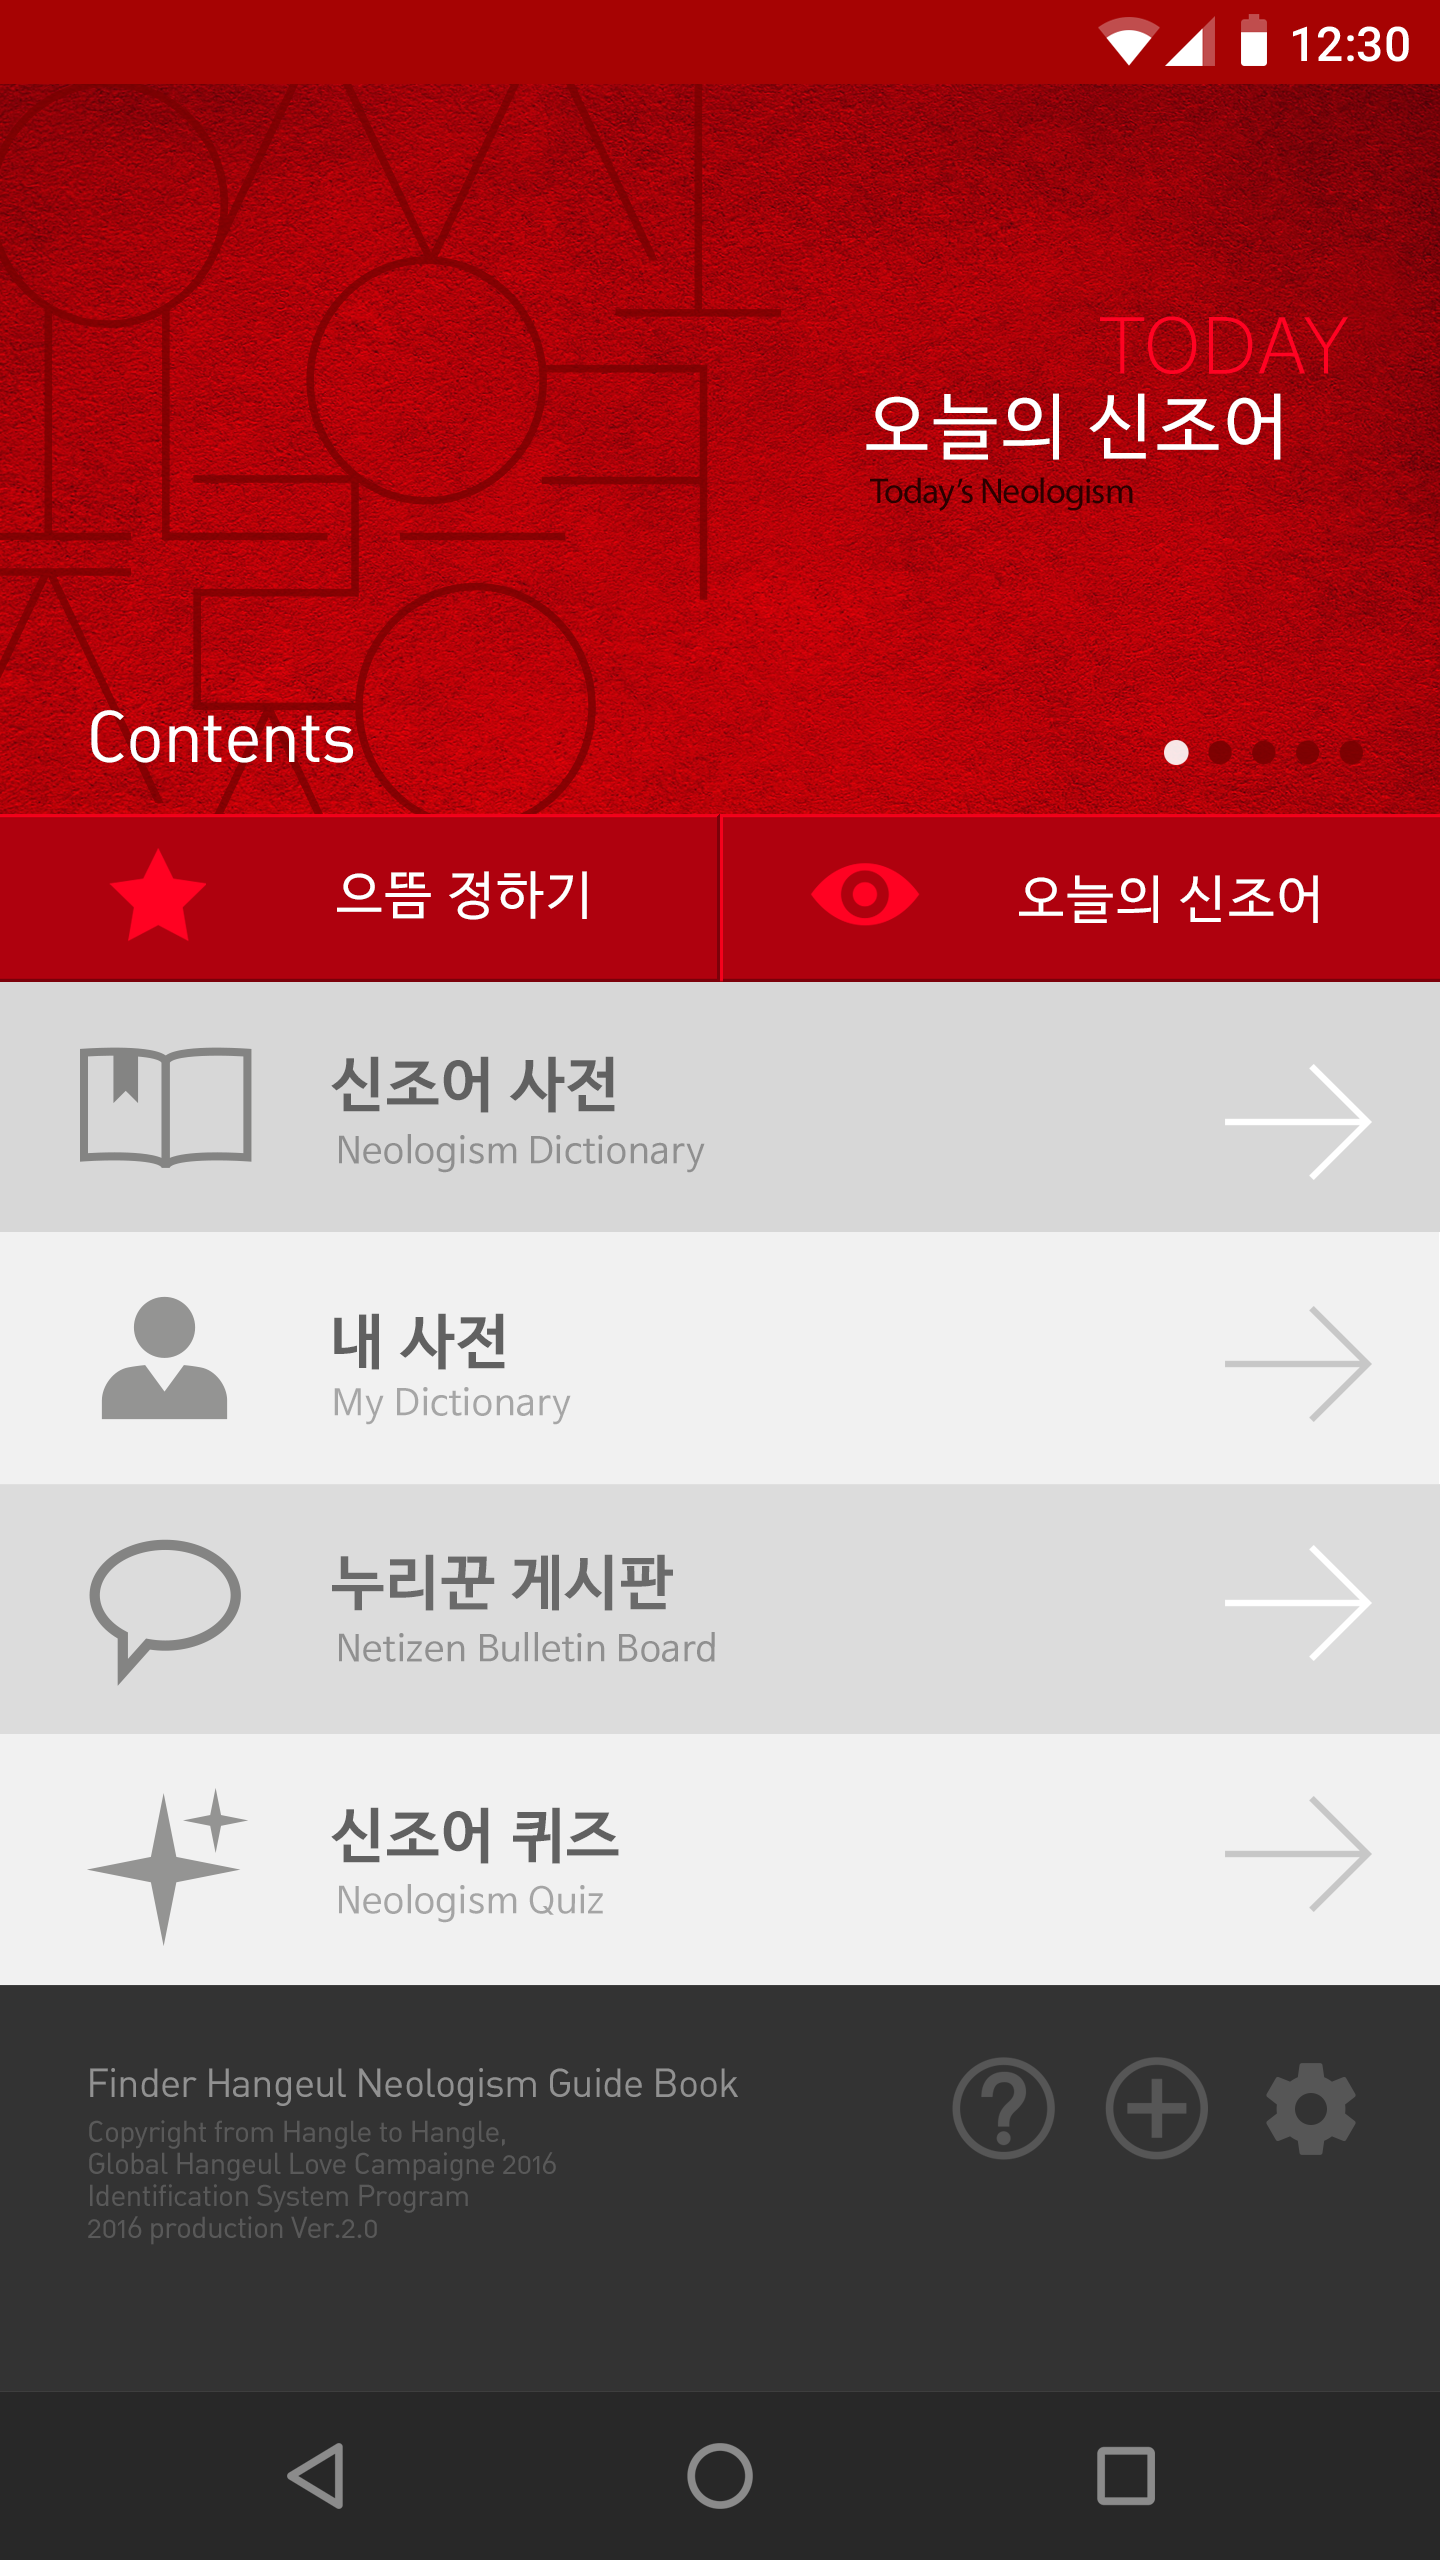 12:30
TODAY
오늘의 신조어
Today's Neologism
Contents
으뜸 정하기
오늘의 신조어
신조어 사전
Neologism Dictionary
내 사전
My Dictionary
누리꾼 게시판
Netizen Bulletin Board
신조어 퀴즈
Neologism Quiz
Finder Hangeul Neologism Guide Book
Copyright from Hangle to Hangle,
Global Hangeul Love Campaigne 2016
Identification System Program
2016 production Ver.2.0